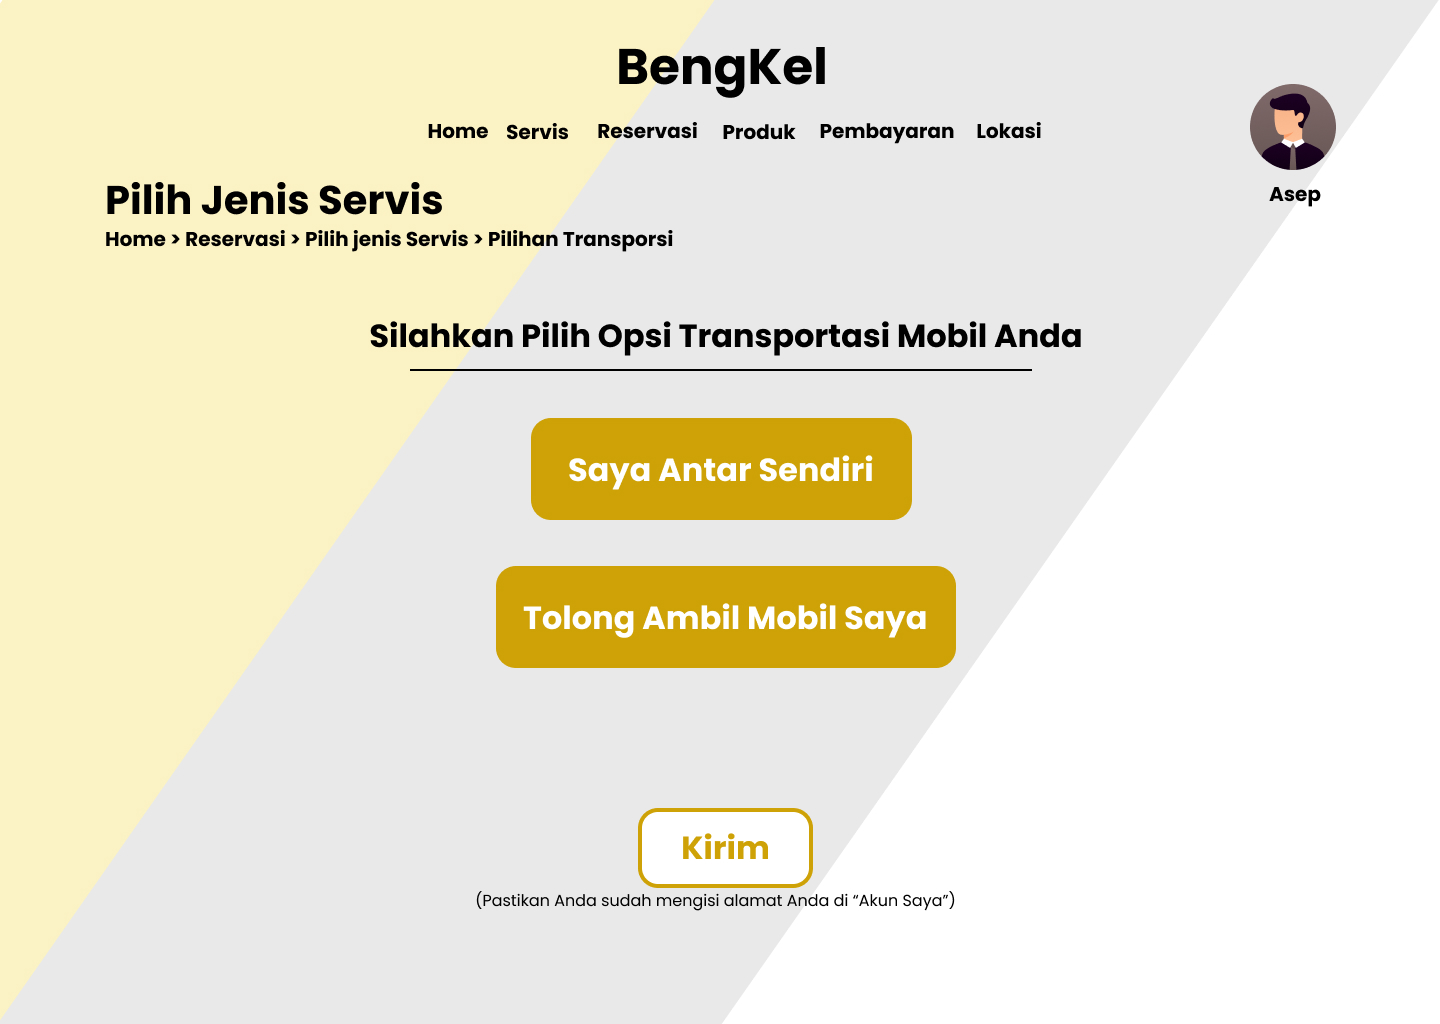 BengKel
Home Servis Reservasi Produk Pembayaran Lokasi
Asep
Pilih Jenis Servis
Home > Reservasi > Pilih jenis Servis > Pilihan Transporsi
Silahkan Pilih Opsi Transportasi Mobil Anda
Saya Antar Sendiri
Tolong Ambil Mobil Saya
Kirim
(Pastikan Anda sudah mengisi alamat Anda di “Akun Saya”)